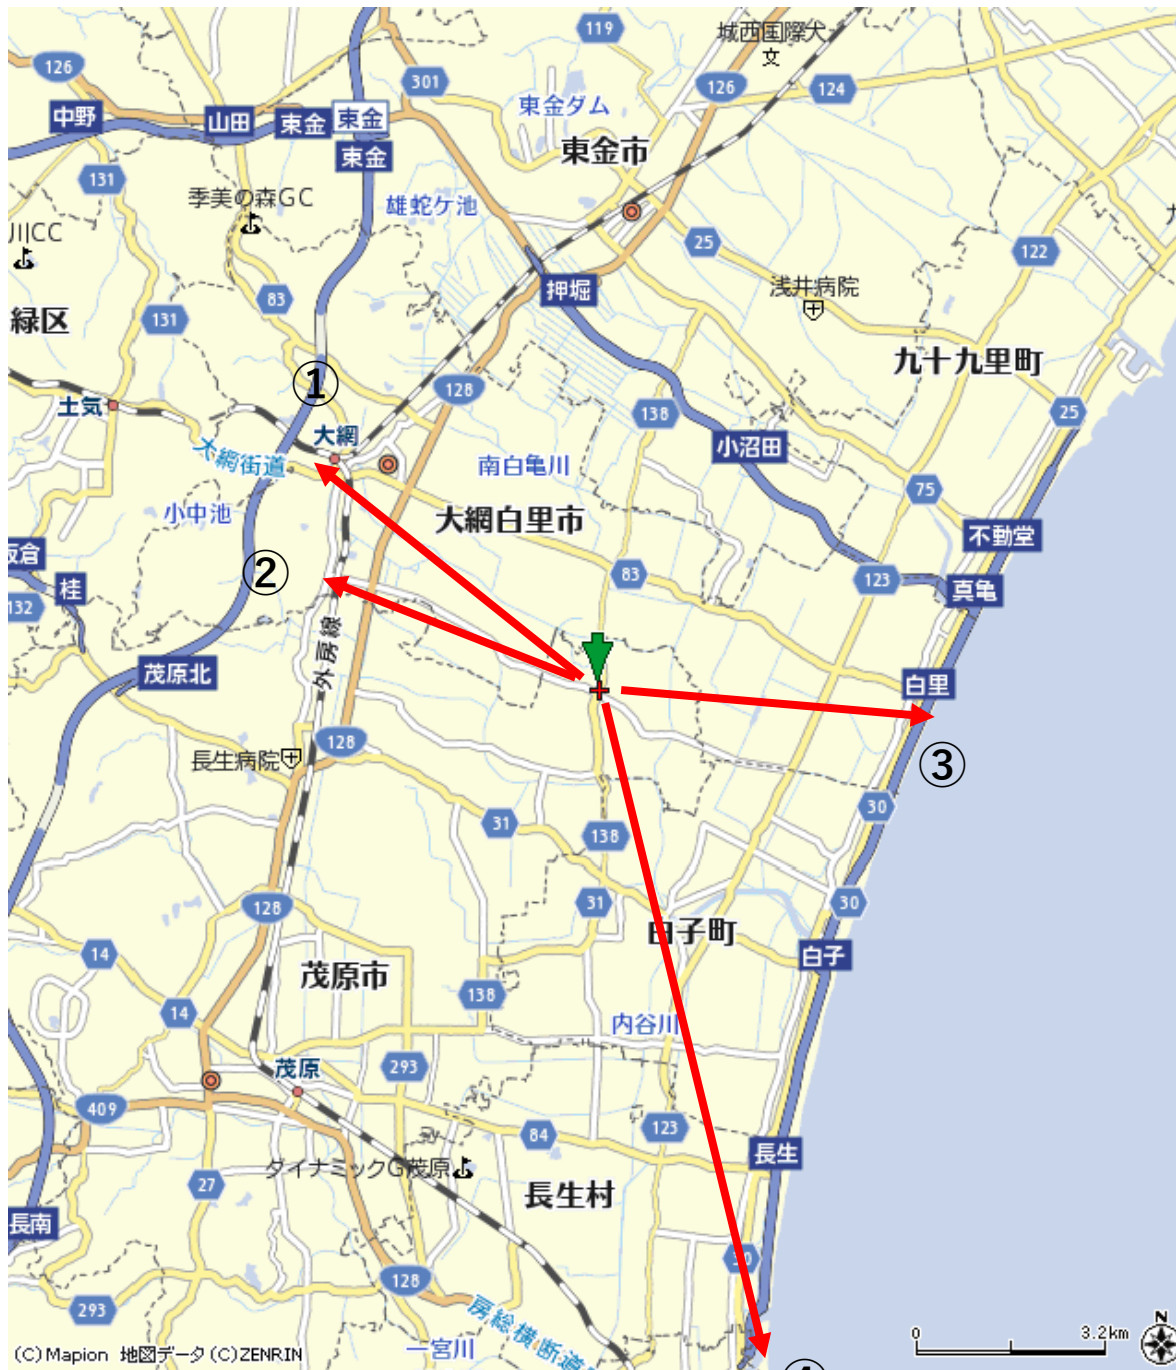 119
城西国際大
126
126
124
301
中野
山田
東金
東金
東金
東金ダム
東金市
131
季美の森GC
雄蛇ケ池
川CC
25
122
83
押堀
浅井病院
緑区
131
九十九里町
①
128
土気
138
25
大網
小沼田
大網街道
南白亀川
75
小中池
大網白里市
不動堂
板倉
②
桂
83
123
真亀
132
外房線
茂原北
白里
128
長生病院
③
30
31
138
128
31
30
白子町
14
茂原市
白子
138
14
内谷川
茂原
293
409
84
123
長生
ダイナミックG茂原
27
長生村
長南
30
128
293
房総横断道
一宮川
N
0
3.2km
(C)Mapion 地図データ (C)ZENRIN